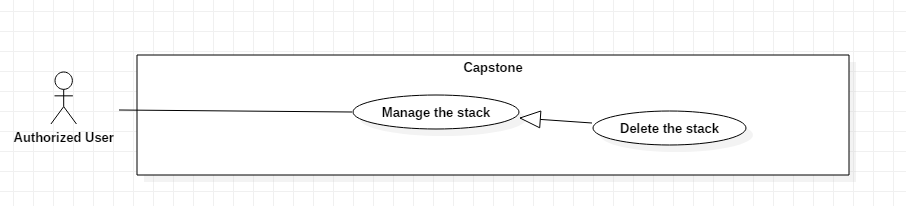 Capstone
Manage the stack
Delete the stack
Authorized User